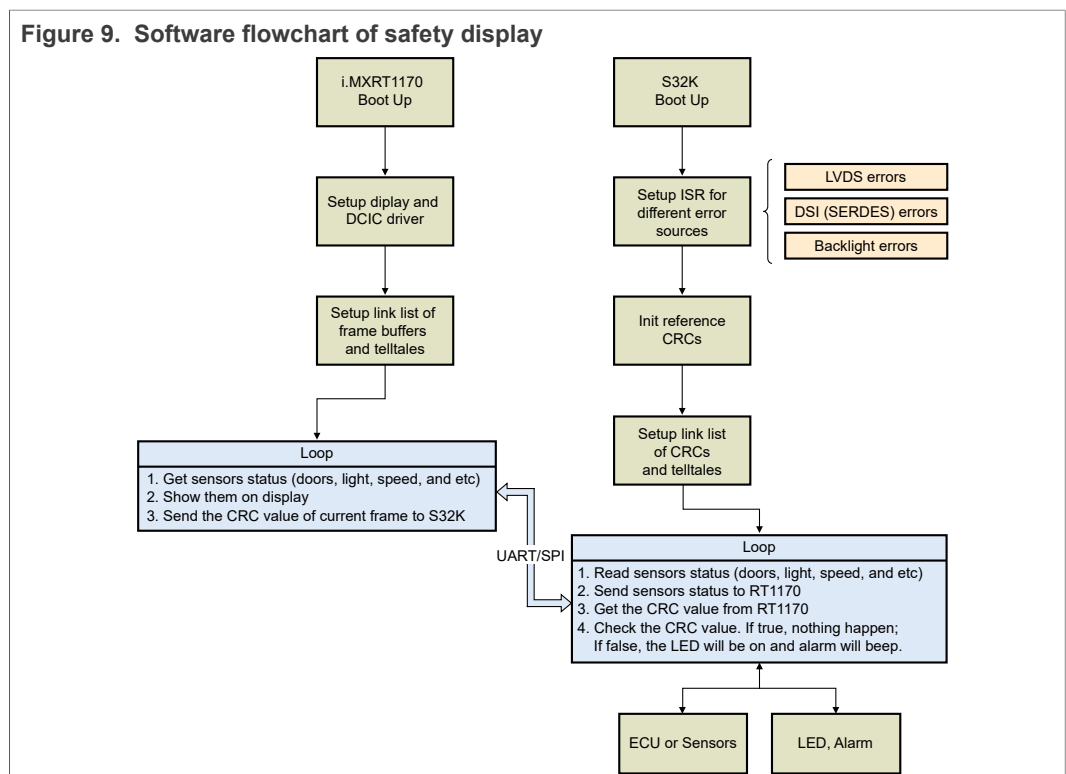 Figure 9. Software flowchart of safety display
i.MXRT1170
Boot Up
Setup diplay and
DCIC driver
Setup link list of
frame buffers
and telltales
Loop
1. Get sensors status (doors, light, speed, and etc)
2. Show them on display
3. Send the CRC value of current frame to S32K
UART/SPI
S32K
Boot Up
Setup ISR for
different error
sources
LVDS errors
DSI (SERDES) errors
Backlight errors
Init reference
CRCs
Setup link list
of CRCs
and telltales
Loop
1. Read sensors status (doors, light, speed, and etc)
2. Send sensors status to RT1170
3. Get the CRC value from RT1170
4. Check the CRC value. If true, nothing happen;
If false, the LED will be on and alarm will beep.
ECU or Sensors
LED, Alarm